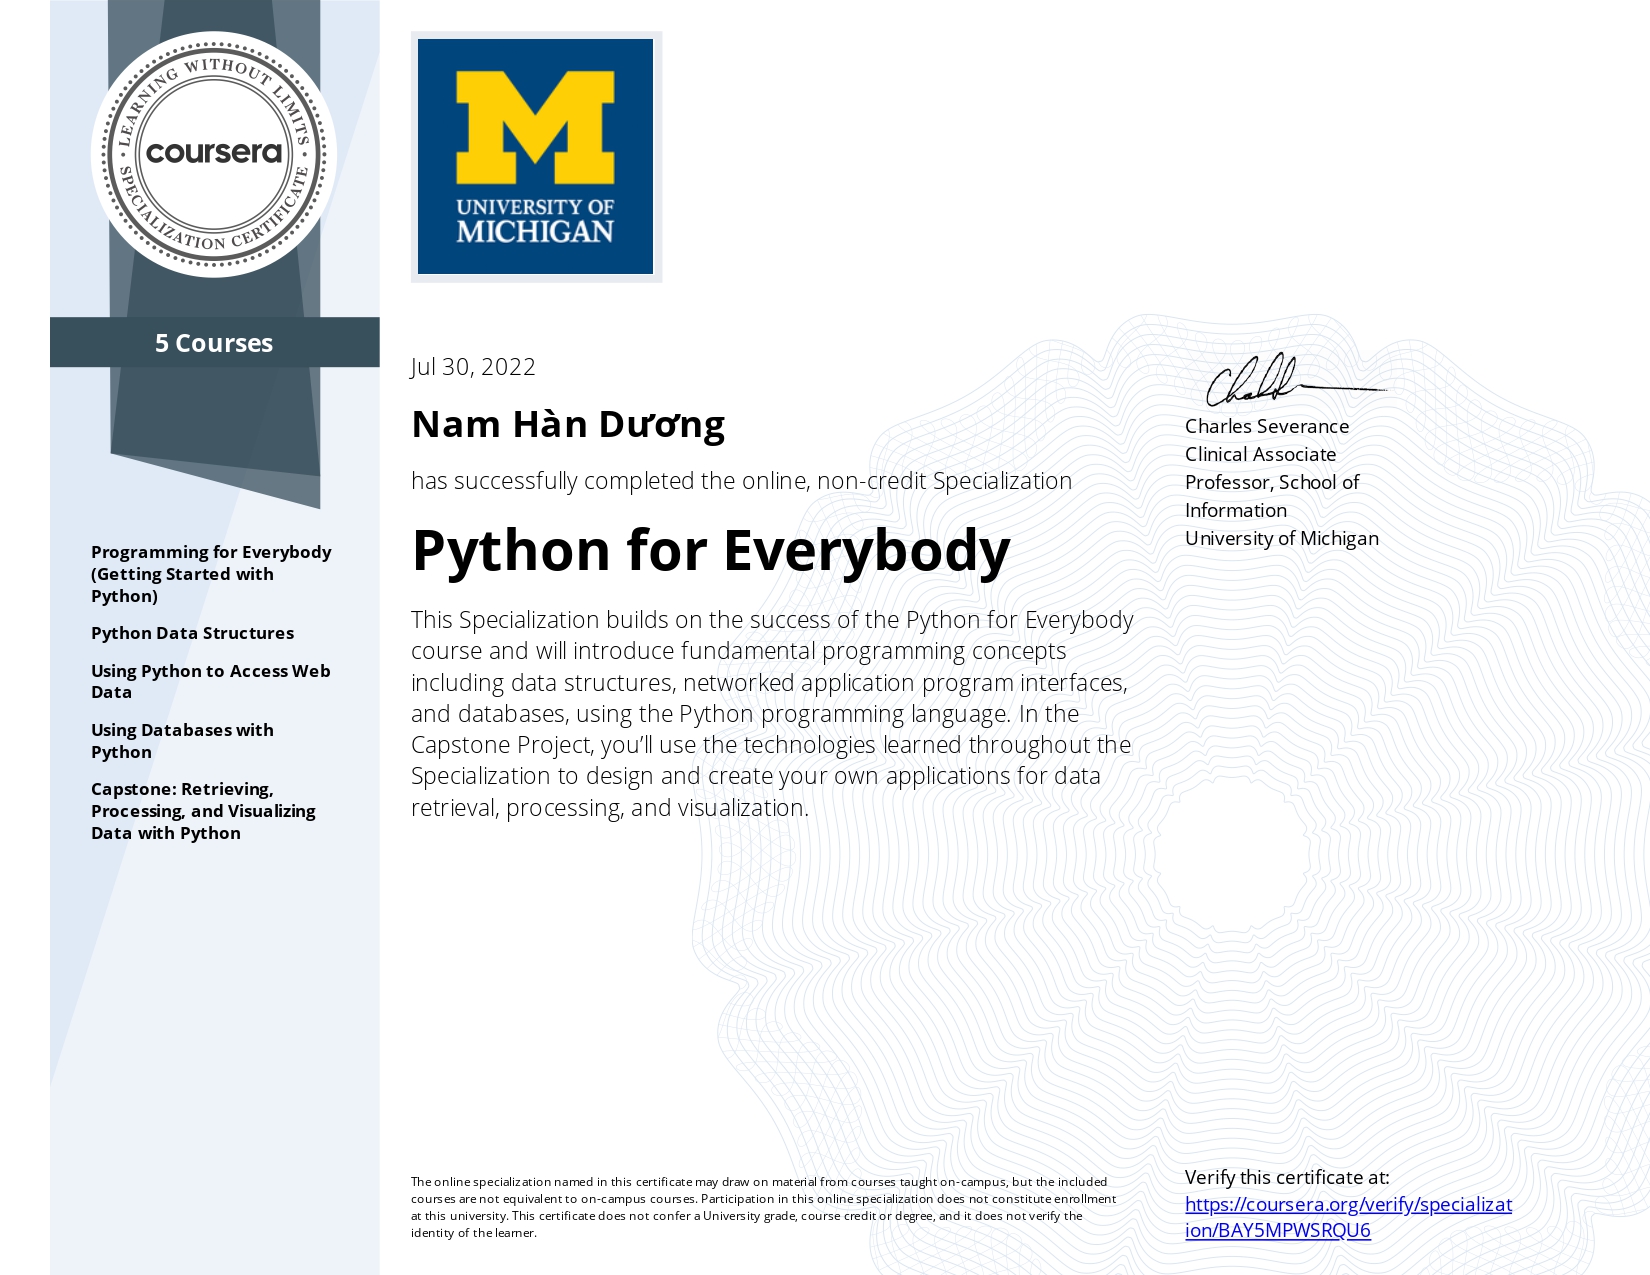 LEARNING WITHOUT LIMITS
coursera
SPECIALIZATION CERTIFICATE
5 Courses
Programming for Everybody
(Getting Started with
Python)
Python Data Structures
Using Python to Access Web
Data
Using Databases with
Python
Capstone: Retrieving,
Processing, and Visualizing
Data with Python
M
UNIVERSITY OF
MICHIGAN
Jul 30, 2022
Nam Hàn Dương
has successfully completed the online, non-credit Specialization
Python for Everybody
This Specialization builds on the success of the Python for Everybody
course and will introduce fundamental programming concepts
including data structures, networked application program interfaces,
and databases, using the Python programming language. In the
Capstone Project, you’ll use the technologies learned throughout the
Specialization to design and create your own applications for data
retrieval, processing, and visualization.
Charles Severance
Clinical Associate
Professor, School of
Information
University of Michigan
The online specialization named in this certificate may draw on material from courses taught on-campus, but the included
courses are not equivalent to on-campus courses. Participation in this online specialization does not constitute enrollment
at this university. This certificate does not confer a University grade, course credit or degree, and it does not verify the
identity of the learner.
Verify this certificate at:
https://coursera.org/verify/specializat
ion/BAY5MPWSRQU6